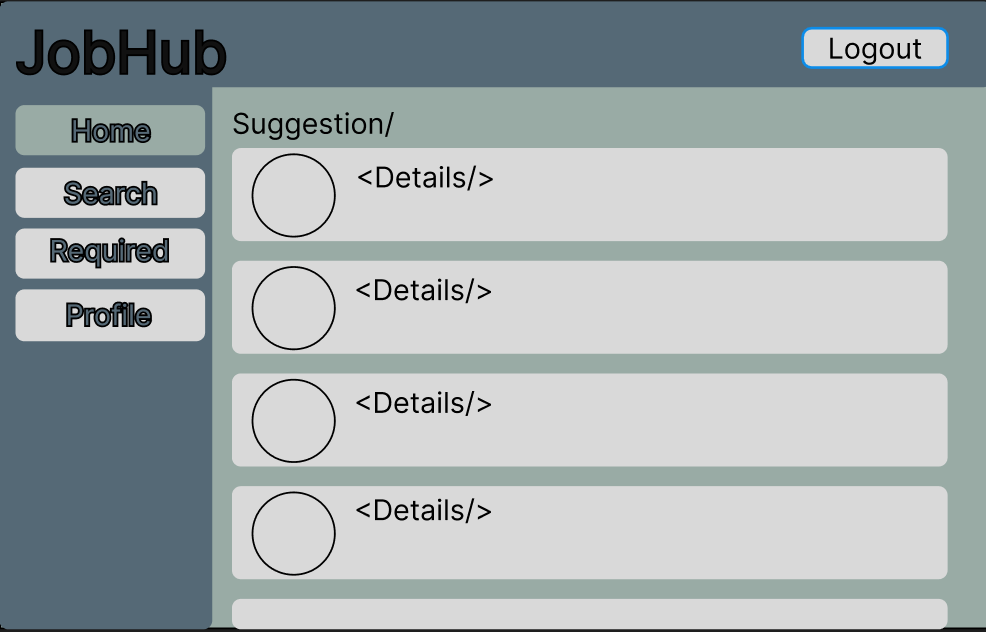 JobHub
Logout
Home
Search
Required
Profile
Suggestion/
<Details/>
<Details/>
<Details/>
<Details/>